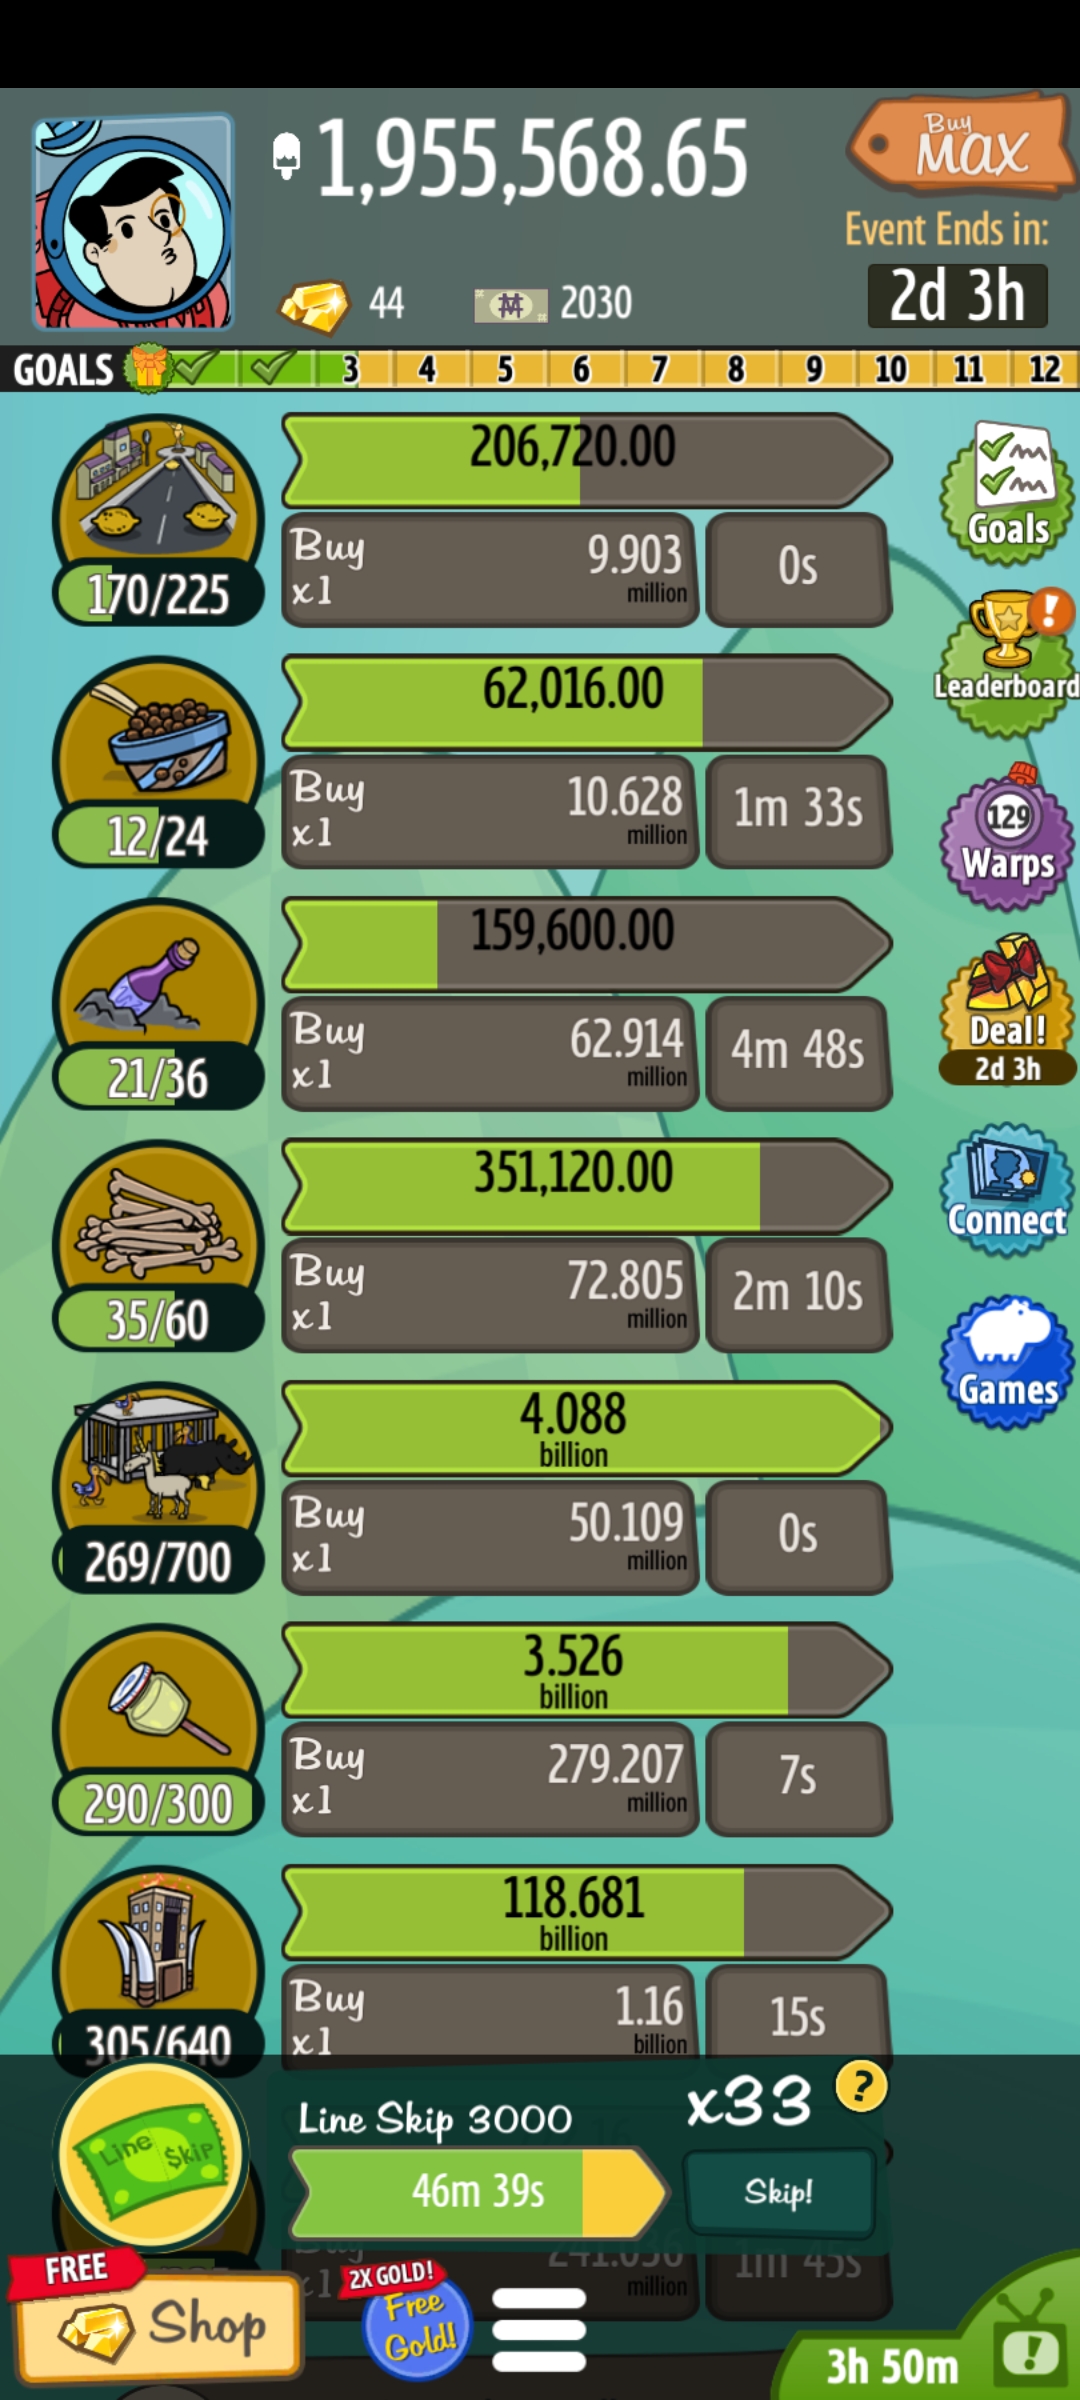 1,955,568.65
Buy
MAX
Event Ends in:
44
2030
2d 3h
GOALS
3
4
5
6
7
8
9
10
11
12
206,720.00
Buy
x1
9.903
million
0s
170/225
Goals
62,016.00
Buy
x1
10.628
million
1m 33s
12/24
Leaderboard
159,600.00
Buy
x1
62.914
million
4m 48s
21/36
129
Warps
351,120.00
Buy
x1
72.805
million
2m 10s
35/60
Deal!
2d 3h
4.088
billion
Buy
x1
50.109
million
0s
269/700
Connect
3.526
billion
Buy
x1
279.207
million
7s
290/300
Games
118.681
billion
Buy
x1
1.16
billion
15s
305/640
Line Skip
Line Skip 3000
x33
?
46m 39s
Skip!
Buy
x1
million
1m 45s
FREE
Shop
2X GOLD!
Free
Gold!
3h 50m